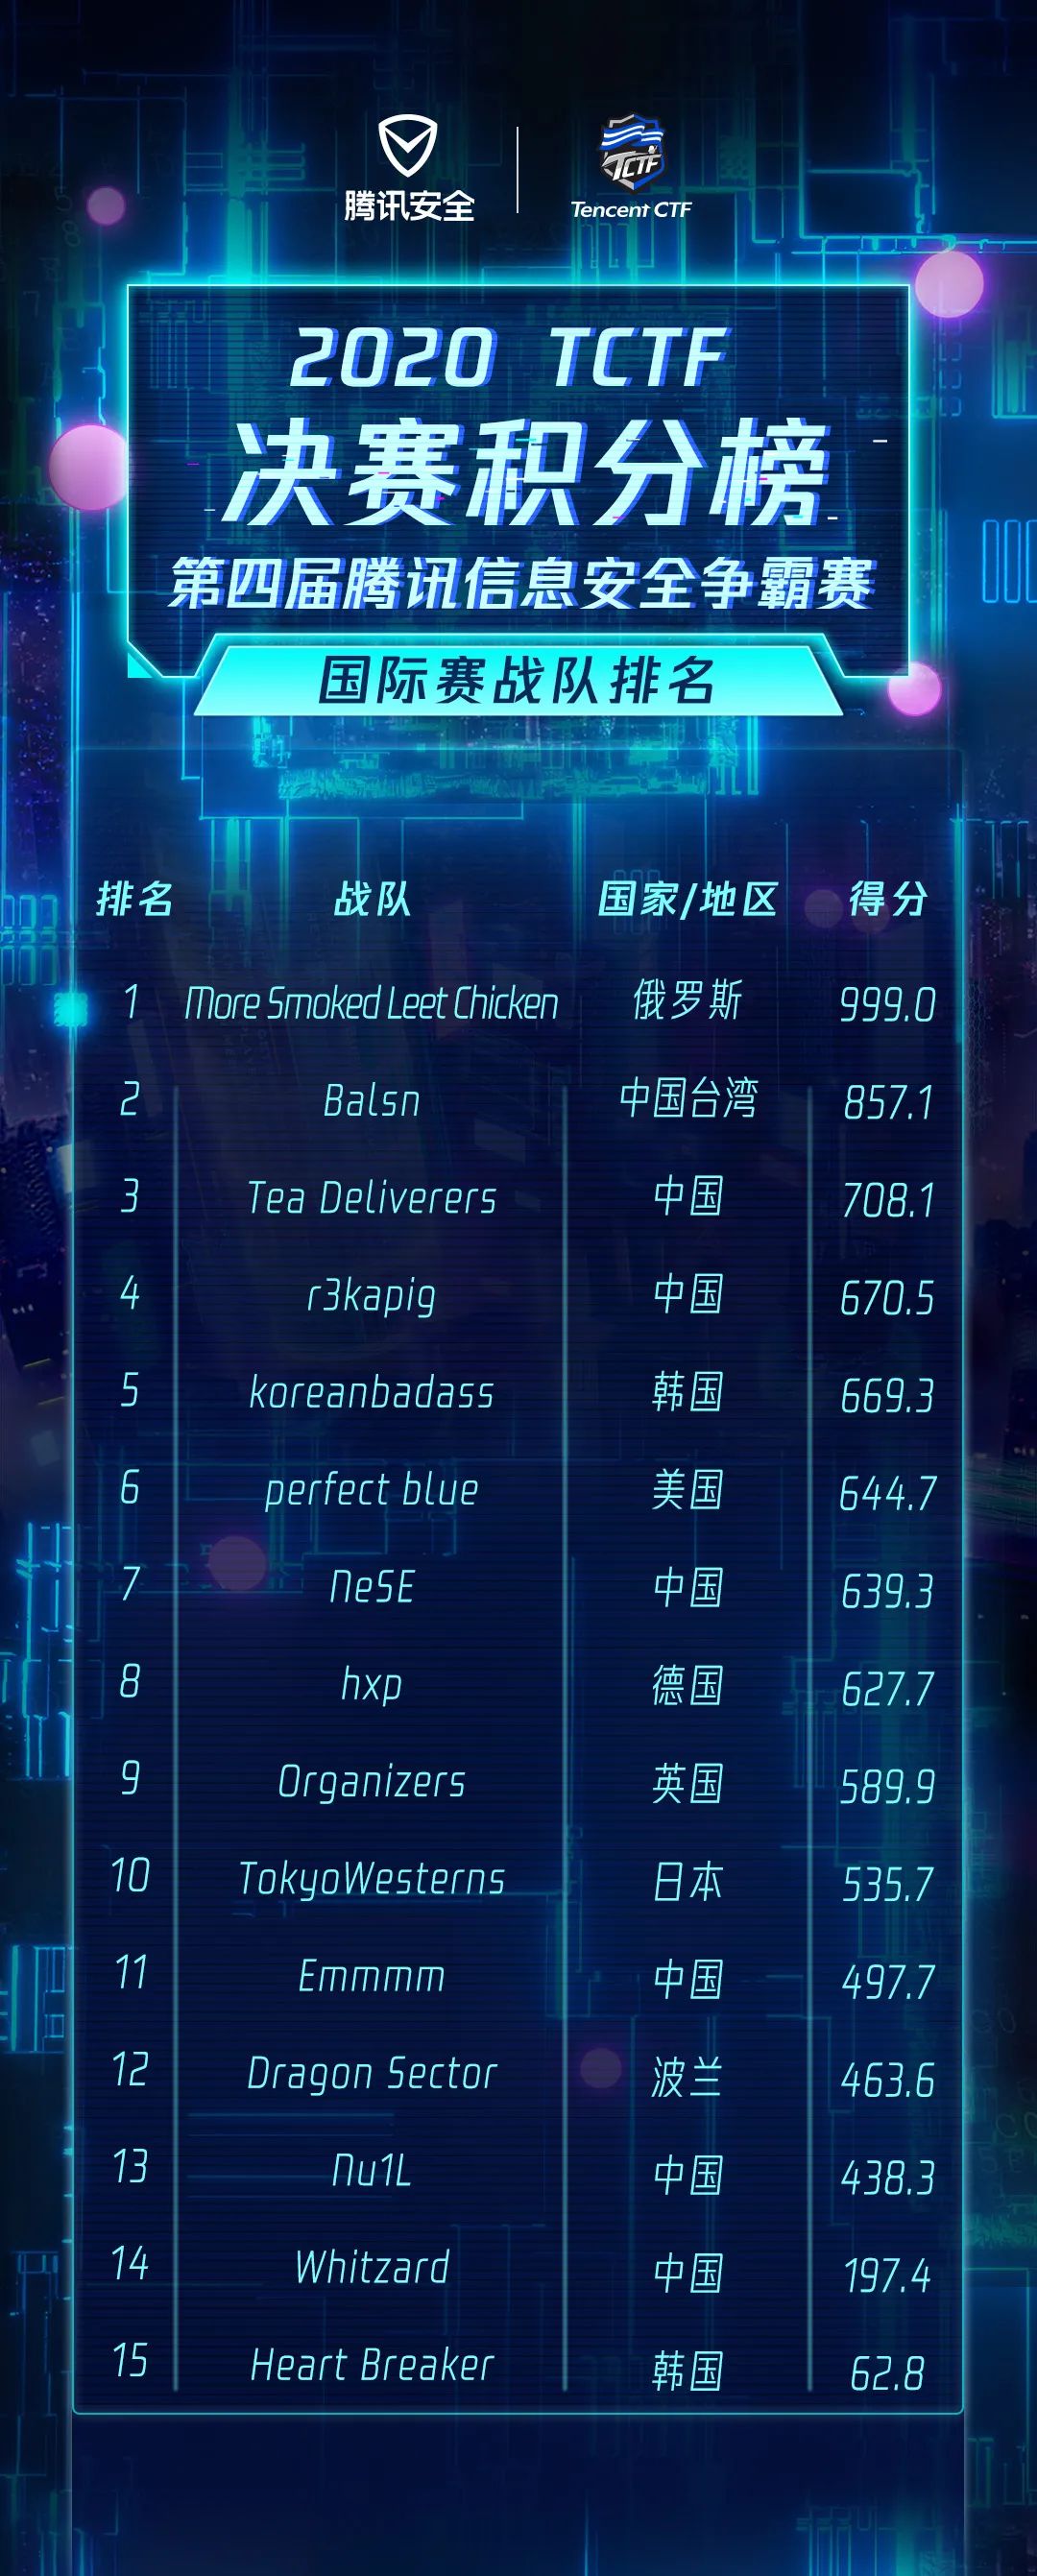 腾讯安全
TCTF
Tencent CTF
2020 TCTF
决赛积分榜
第四届腾讯信息安全争霸赛
国际赛战队排名
排名 战队 国家/地区 得分
1 More Smoked Leet Chicken 俄罗斯 999.0
2 Balsn 中国台湾 857.1
3 Tea Deliverers 中国 708.1
4 r3kapig 中国 670.5
5 koreanbadass 韩国 669.3
6 perfect blue 美国 644.7
7 NeSE 中国 639.3
8 hxp 德国 627.7
9 Organizers 英国 589.9
10 TokyoWesterns 日本 535.7
11 Emmmm 中国 497.7
12 Dragon Sector 波兰 463.6
13 Nu1L 中国 438.3
14 Whitzard 中国 197.4
15 Heart Breaker 韩国 62.8